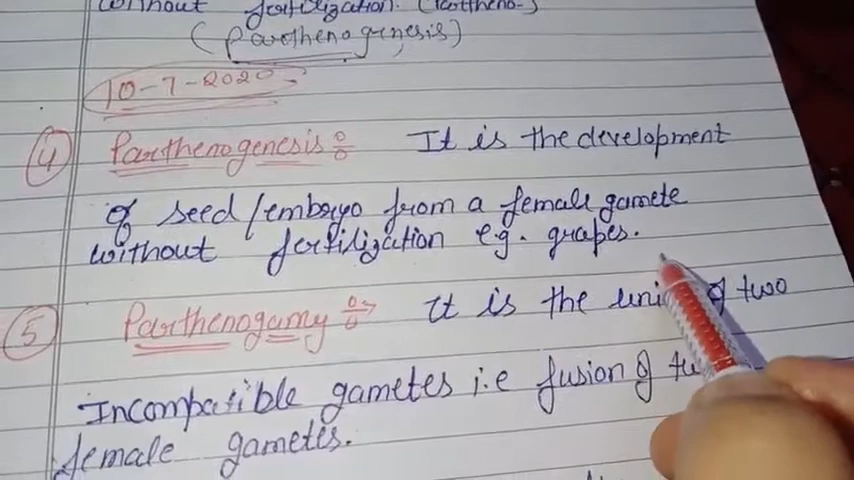 without fertilization. (Partheno-)
(Parthenogenesis)
10-7-2020
4 Parthenogenesis :- It is the development
of seed/embryo from a female gamete
without fertilization e.g. grapes.
5 Parthenogamy :- It is the of two
Incompatible gametes i.e fusion of
female gametes.